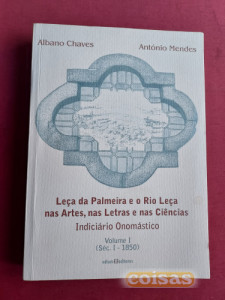 Albano Chaves António Mendes
Leça da Palmeira e o Rio Leça
nas Artes, nas Letras e nas Ciências
Indiciário Onomástico
Volume I
(Séc. I - 1850)
coisas